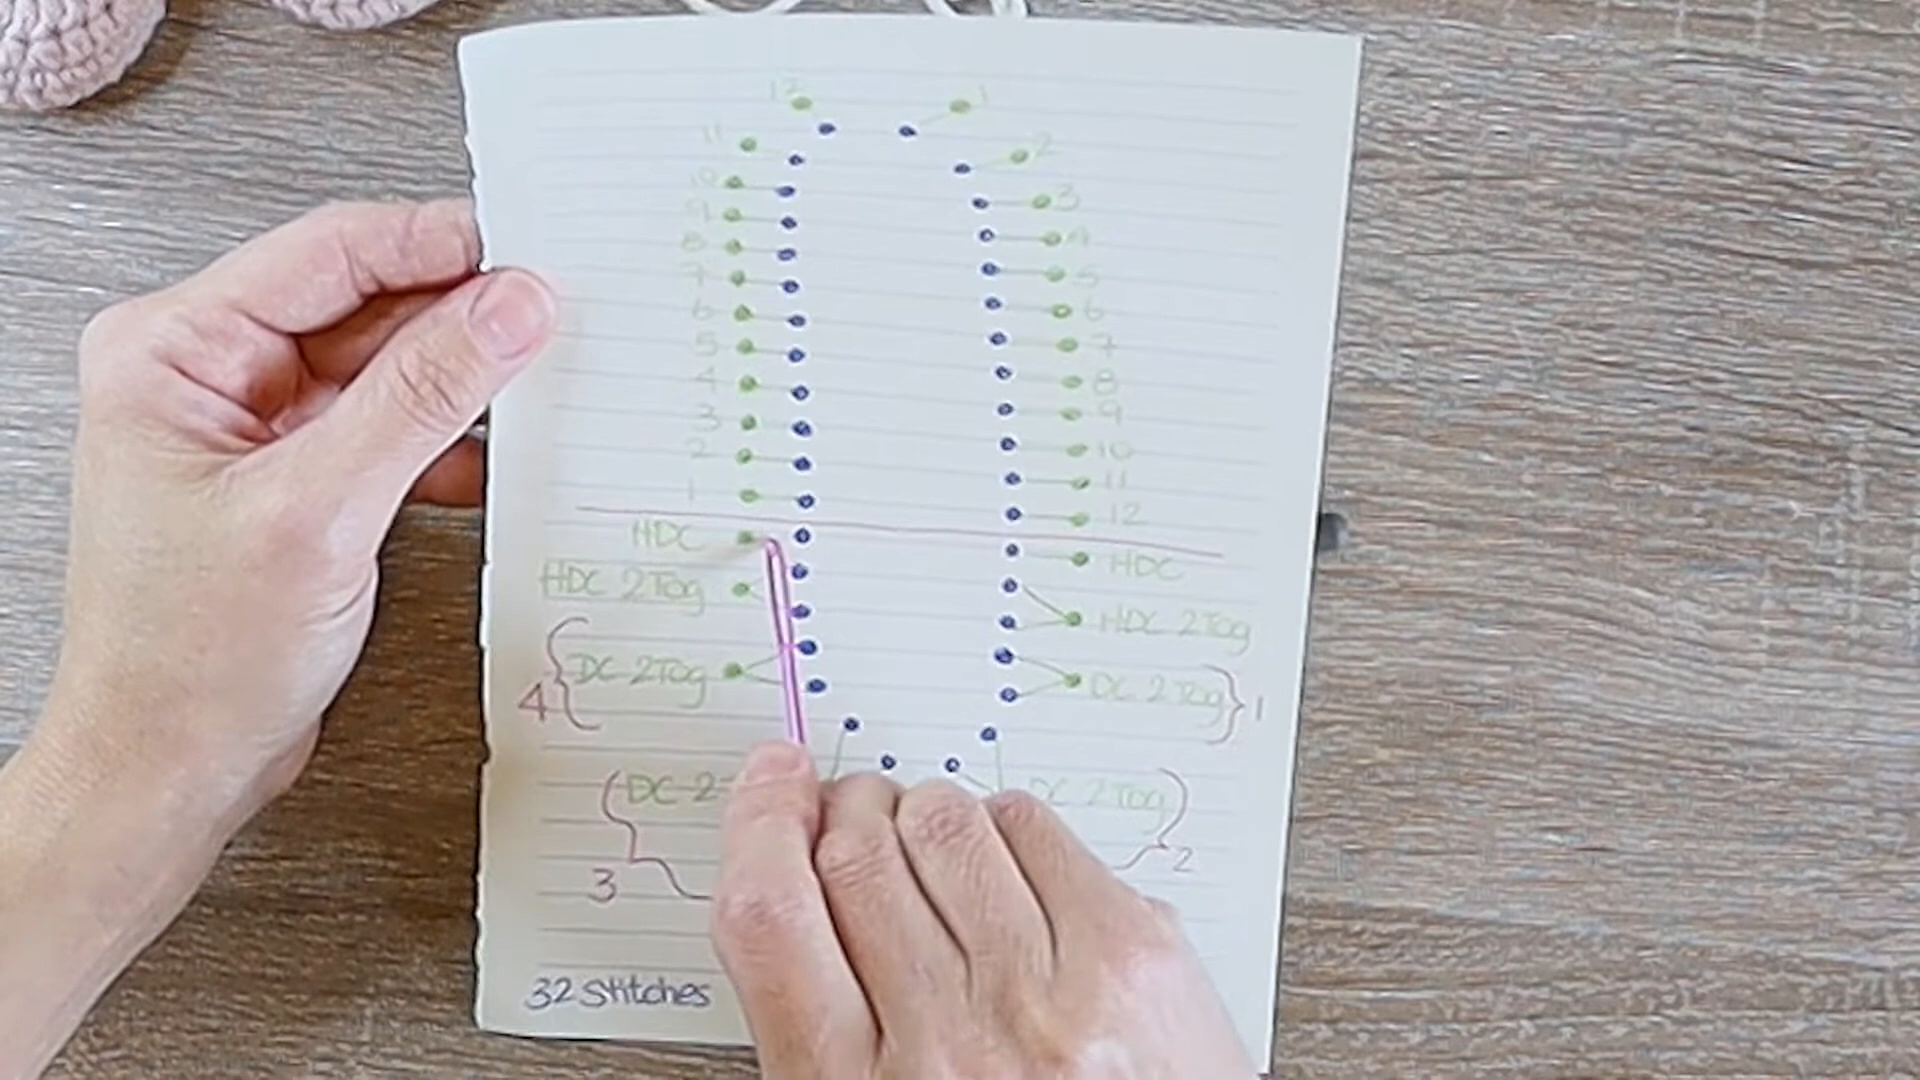 12 1
11 2
10 3
9 4
8 5
7 6
6 7
5 8
4 9
3 10
2 11
1 12
HDC HDC
HDC 2Tog HDC 2Tog
4 DC 2Tog DC 2Tog 1
DC 2 DC 2Tog
3 2
32 Stitches